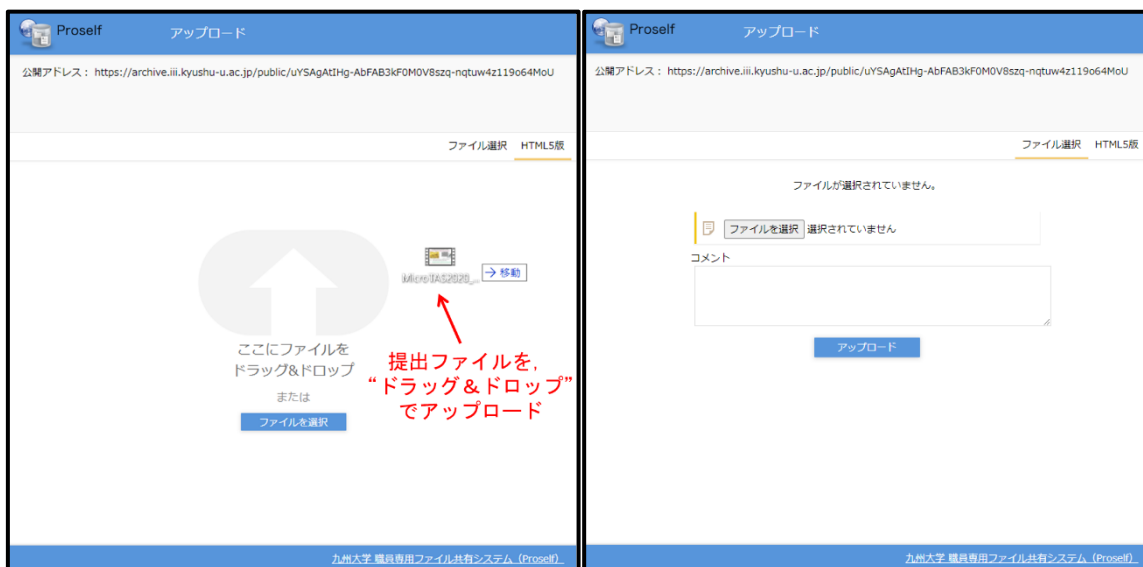 Proself
アップロード
公開アドレス： https://archive.iii.kyushu-u.ac.jp/public/uYSAgAtIHg-AbFAB3kF0M0V8szq-nqtuw4z119o64MoU
ファイル選択 HTML5版
MicroTAS2020_...
→ 移動
ここにファイルを
ドラッグ&ドロップ
または
ファイルを選択
提出ファイルを,
“ドラッグ＆ドロップ”
でアップロード
九州大学 職員専用ファイル共有システム（Proself）
Proself
アップロード
公開アドレス： https://archive.iii.kyushu-u.ac.jp/public/uYSAgAtIHg-AbFAB3kF0M0V8szq-nqtuw4z119o64MoU
ファイル選択 HTML5版
ファイルが選択されていません。
ファイルを選択 選択されていません
コメント
アップロード
九州大学 職員専用ファイル共有システム（Proself）